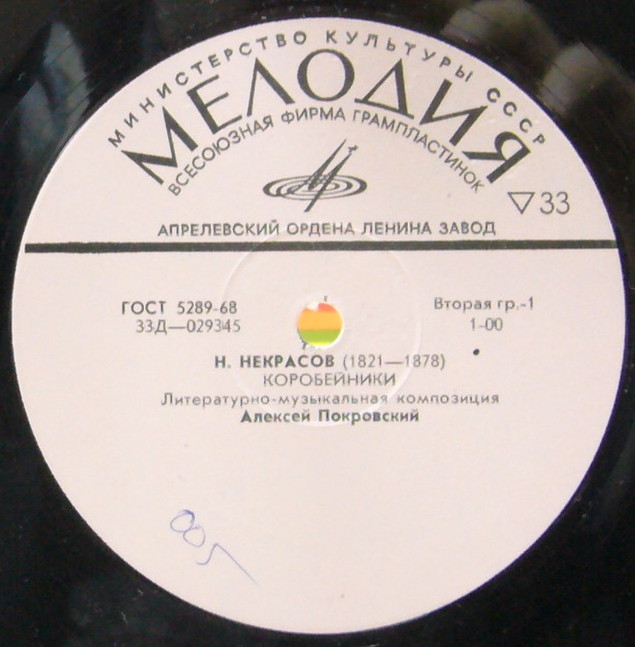 МИНИСТЕРСТВО КУЛЬТУРЫ СССР
МЕЛОДИЯ
ВСЕСОЮЗНАЯ ФИРМА ГРАМПЛАСТИНОК
▽33
АПРЕЛЕВСКИЙ ОРДЕНА ЛЕНИНА ЗАВОД
ГОСТ 5289-68
Вторая гр.-1
33Д—029345
1-00
Н. НЕКРАСОВ (1821—1878)
КОРОБЕЙНИКИ
Литературно-музыкальная композиция
Алексей Покровский
005